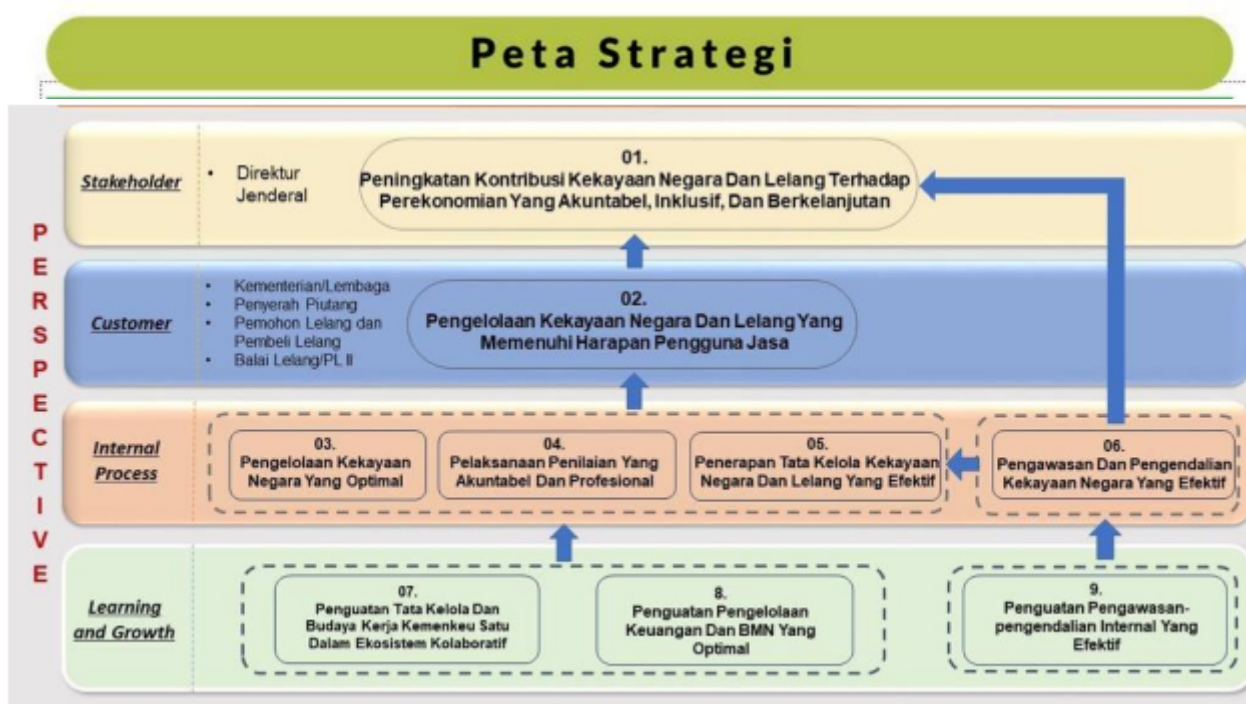 Peta Strategi
PERSPECTIVE
Stakeholder
• Direktur
Jenderal
01.
Peningkatan Kontribusi Kekayaan Negara Dan Lelang Terhadap
Perekonomian Yang Akuntabel, Inklusif, Dan Berkelanjutan
Customer
• Kementerian/Lembaga
• Penyerah Piutang
• Pemohon Lelang dan
Pembeli Lelang
• Balai Lelang/PL II
02.
Pengelolaan Kekayaan Negara Dan Lelang Yang
Memenuhi Harapan Pengguna Jasa
Internal
Process
03.
Pengelolaan Kekayaan
Negara Yang Optimal
04.
Pelaksanaan Penilaian Yang
Akuntabel Dan Profesional
05.
Penerapan Tata Kelola Kekayaan
Negara Dan Lelang Yang Efektif
06.
Pengawasan Dan Pengendalian
Kekayaan Negara Yang Efektif
Learning
and Growth
07.
Penguatan Tata Kelola Dan
Budaya Kerja Kemenkeu Satu
Dalam Ekosistem Kolaboratif
8.
Penguatan Pengelolaan
Keuangan Dan BMN Yang
Optimal
9.
Penguatan Pengawasan-
pengendalian Internal Yang
Efektif